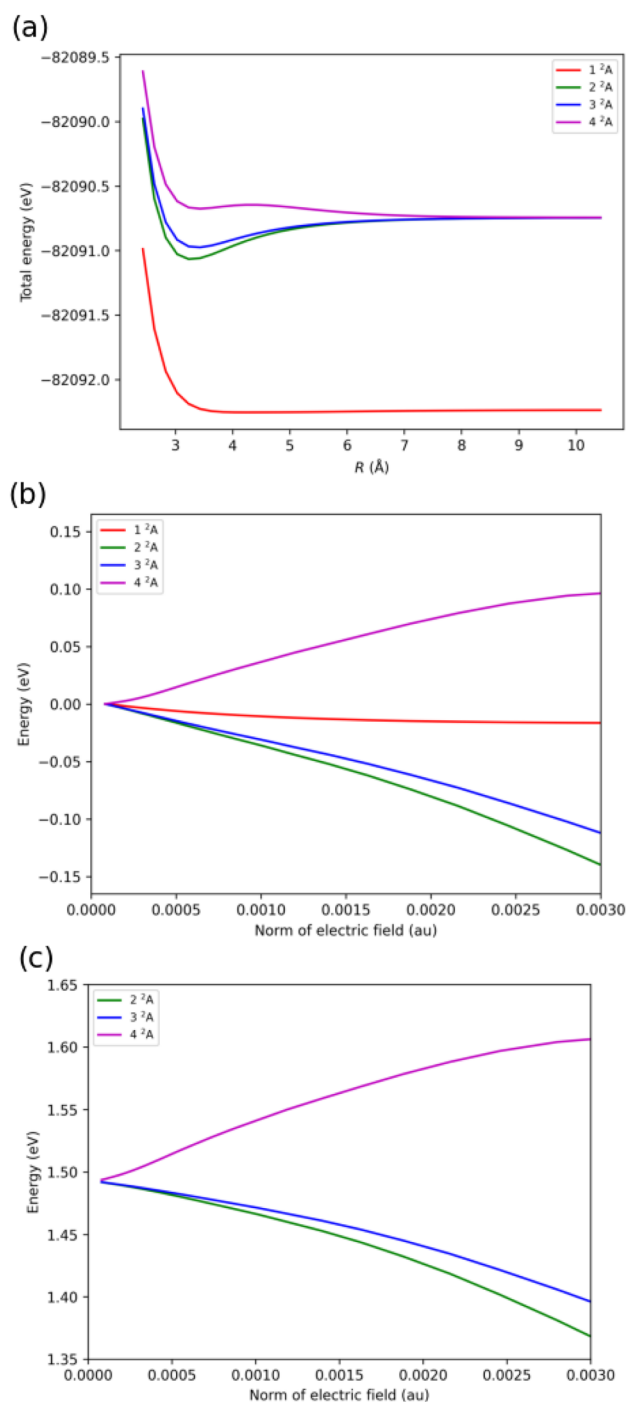 (a)
−82089.5
−82090.0
−82090.5
−82091.0
−82091.5
−82092.0
Total energy (eV)
1 ²A
2 ²A
3 ²A
4 ²A
3 4 5 6 7 8 9 10
R (Å)
(b)
0.15
0.10
0.05
0.00
−0.05
−0.10
−0.15
Energy (eV)
1 ²A
2 ²A
3 ²A
4 ²A
0.0000 0.0005 0.0010 0.0015 0.0020 0.0025 0.0030
Norm of electric field (au)
(c)
1.65
1.60
1.55
1.50
1.45
1.40
1.35
Energy (eV)
2 ²A
3 ²A
4 ²A
0.0000 0.0005 0.0010 0.0015 0.0020 0.0025 0.0030
Norm of electric field (au)